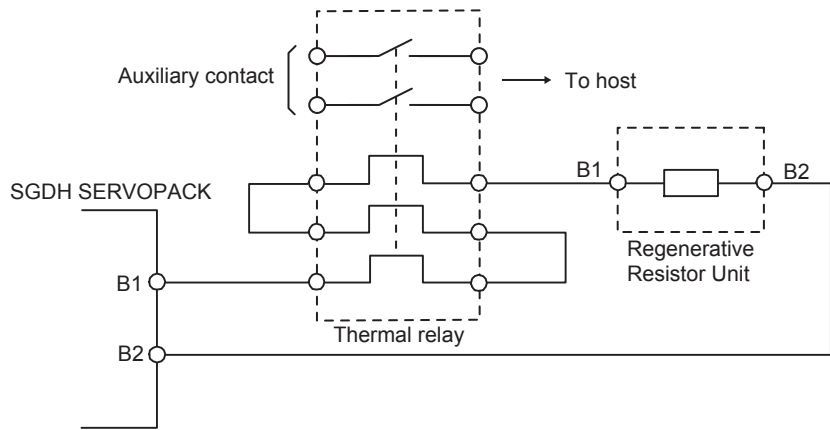 Auxiliary contact
To host
B1
B2
SGDH SERVOPACK
Regenerative
Resistor Unit
B1
Thermal relay
B2